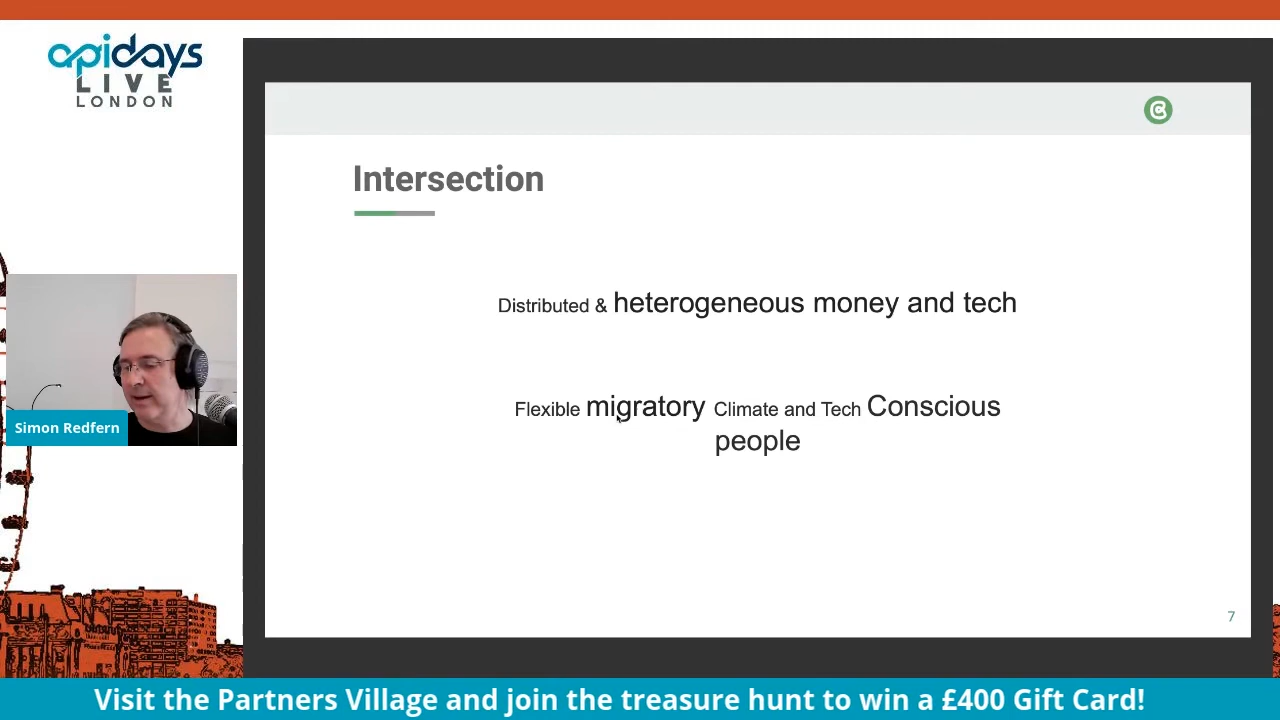 apidays
LIVE
LONDON
Intersection
Distributed & heterogeneous money and tech
Flexible migratory Climate and Tech Conscious
people
Simon Redfern
7
Visit the Partners Village and join the treasure hunt to win a £400 Gift Card!